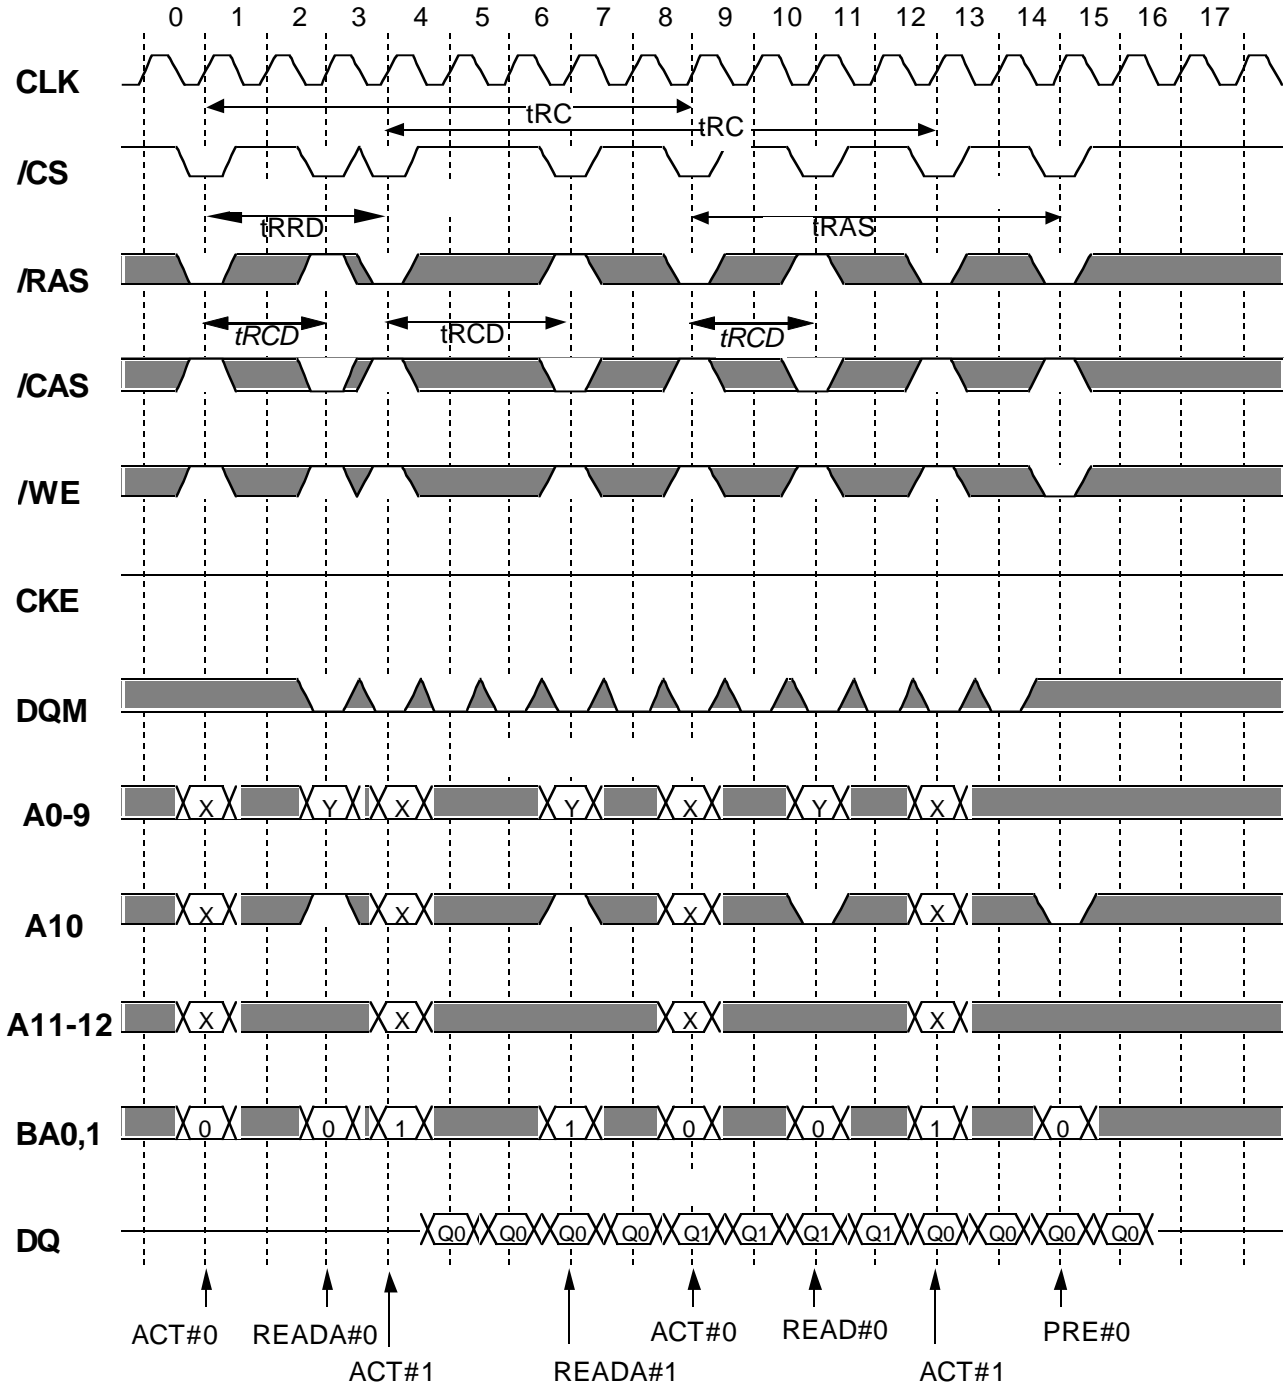 0 1 2 3 4 5 6 7 8 9 10 11 12 13 14 15 16 17
CLK
tRC
tRC
/CS
tRRD
tRAS
/RAS
tRCD tRCD tRCD
/CAS
/WE
CKE
DQM
A0-9 X Y X Y X Y X
A10 X X X X
A11-12 X X X X
BA0,1 0 0 1 1 0 0 1 0
DQ Q0 Q0 Q0 Q0 Q1 Q1 Q1 Q1 Q0 Q0 Q0 Q0
ACT#0 READA#0 ACT#0 READ#0 PRE#0
ACT#1 READA#1 ACT#1